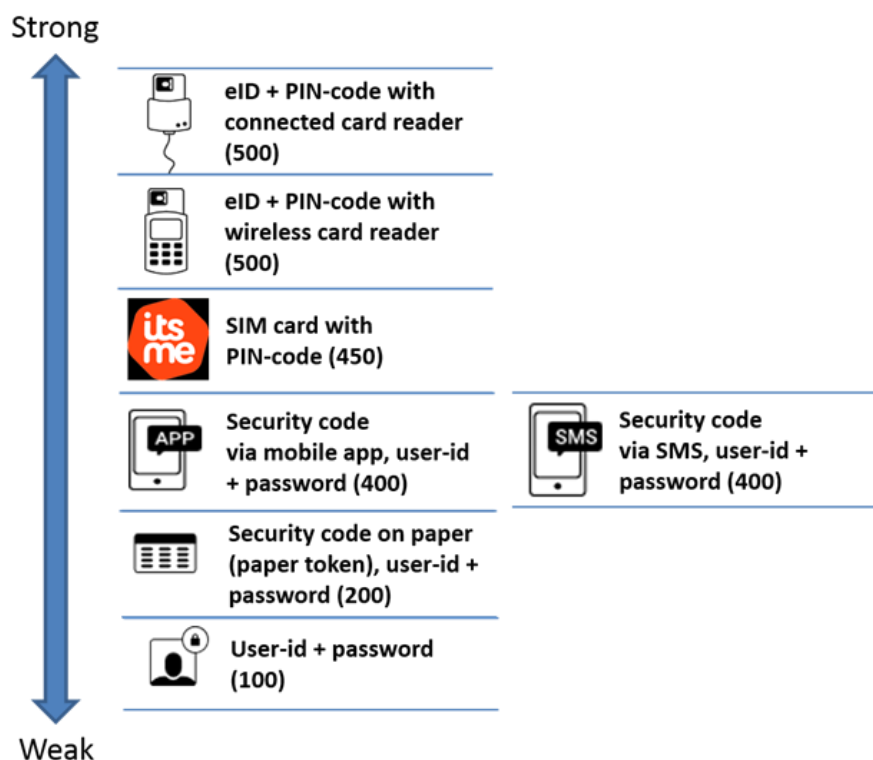 Strong
eID + PIN-code with
connected card reader
(500)
eID + PIN-code with
wireless card reader
(500)
its
me
SIM card with
PIN-code (450)
APP
Security code
via mobile app, user-id
+ password (400)
SMS
Security code
via SMS, user-id +
password (400)
Security code on paper
(paper token), user-id +
password (200)
User-id + password
(100)
Weak